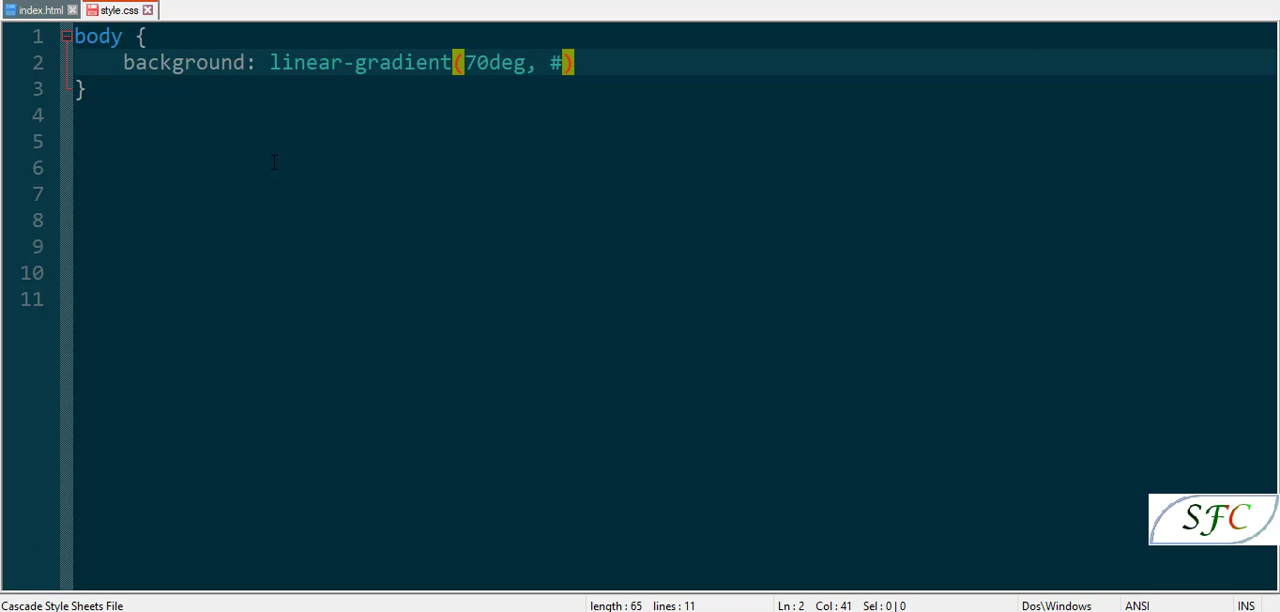 index.html style.css
1 body {
2 background: linear-gradient(70deg, #)
3 }
4
5
6
7
8
9
10
11
SFC
Cascade Style Sheets File length : 65 lines : 11 Ln : 2 Col : 41 Sel : 0 | 0 Dos\Windows ANSI INS